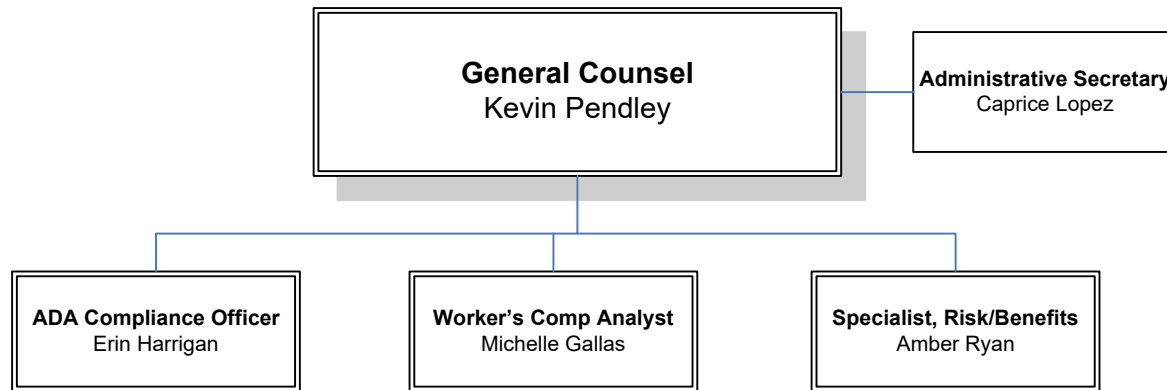 General Counsel
Kevin Pendley
Administrative Secretary
Caprice Lopez
ADA Compliance Officer
Erin Harrigan
Worker’s Comp Analyst
Michelle Gallas
Specialist, Risk/Benefits
Amber Ryan